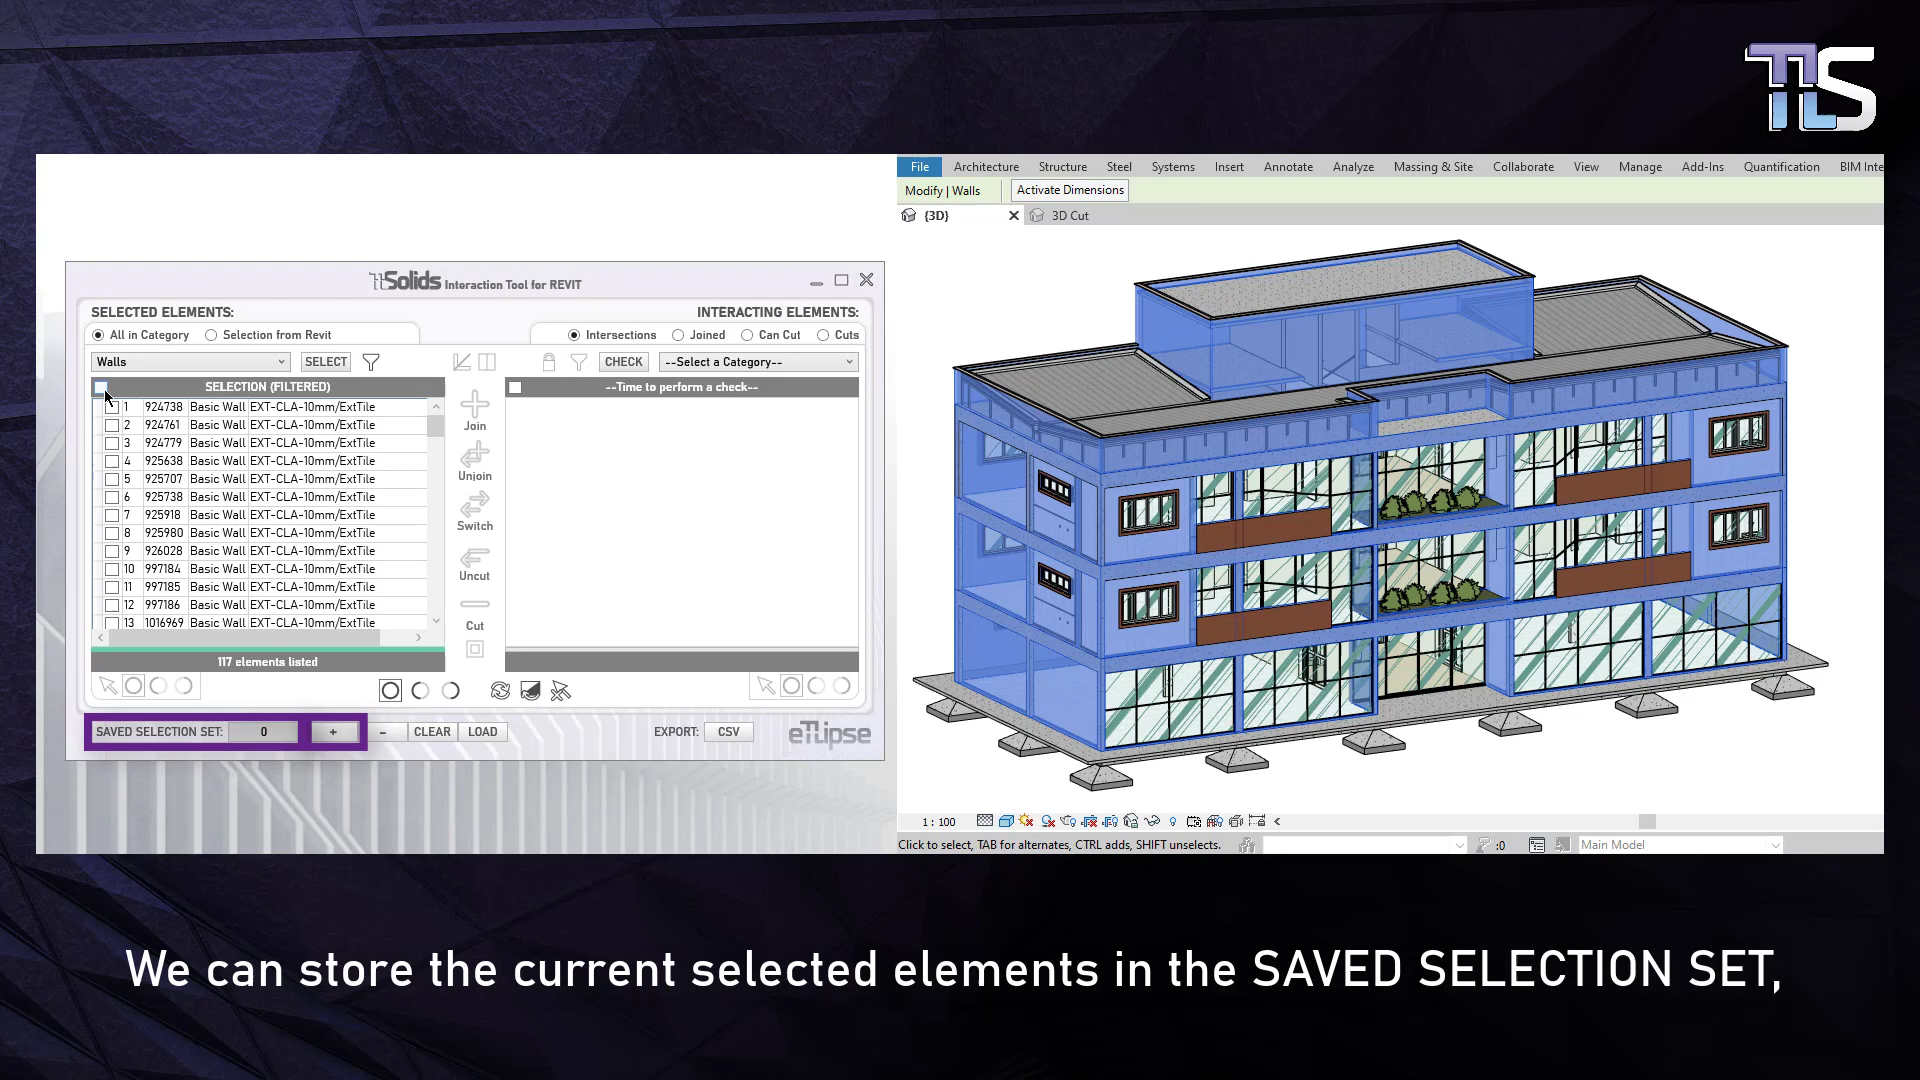 TTLS
File Architecture Structure Steel Systems Insert Annotate Analyze Massing & Site Collaborate View Manage Add-Ins Quantification BIM Inte
Modify | Walls Activate Dimensions
{3D} 3D Cut
Solids Interaction Tool for REVIT
SELECTED ELEMENTS: INTERACTING ELEMENTS:
All in Category Selection from Revit Intersections Joined Can Cut Cuts
Walls SELECT CHECK --Select a Category--
SELECTION (FILTERED) --Time to perform a check--
1 924738 Basic Wall EXT-CLA-10mm/ExtTile
2 924761 Basic Wall EXT-CLA-10mm/ExtTile
3 924779 Basic Wall EXT-CLA-10mm/ExtTile
4 925638 Basic Wall EXT-CLA-10mm/ExtTile
5 925707 Basic Wall EXT-CLA-10mm/ExtTile
6 925738 Basic Wall EXT-CLA-10mm/ExtTile
7 925918 Basic Wall EXT-CLA-10mm/ExtTile
8 925980 Basic Wall EXT-CLA-10mm/ExtTile
9 926028 Basic Wall EXT-CLA-10mm/ExtTile
10 997184 Basic Wall EXT-CLA-10mm/ExtTile
11 997185 Basic Wall EXT-CLA-10mm/ExtTile
12 997186 Basic Wall EXT-CLA-10mm/ExtTile
13 1016969 Basic Wall EXT-CLA-10mm/ExtTile
Join
Unjoin
Switch
Uncut
Cut
117 elements listed
SAVED SELECTION SET: 0 + - CLEAR LOAD EXPORT: CSV
1 : 100
Click to select, TAB for alternates, CTRL adds, SHIFT unselects. :0 Main Model
We can store the current selected elements in the SAVED SELECTION SET,